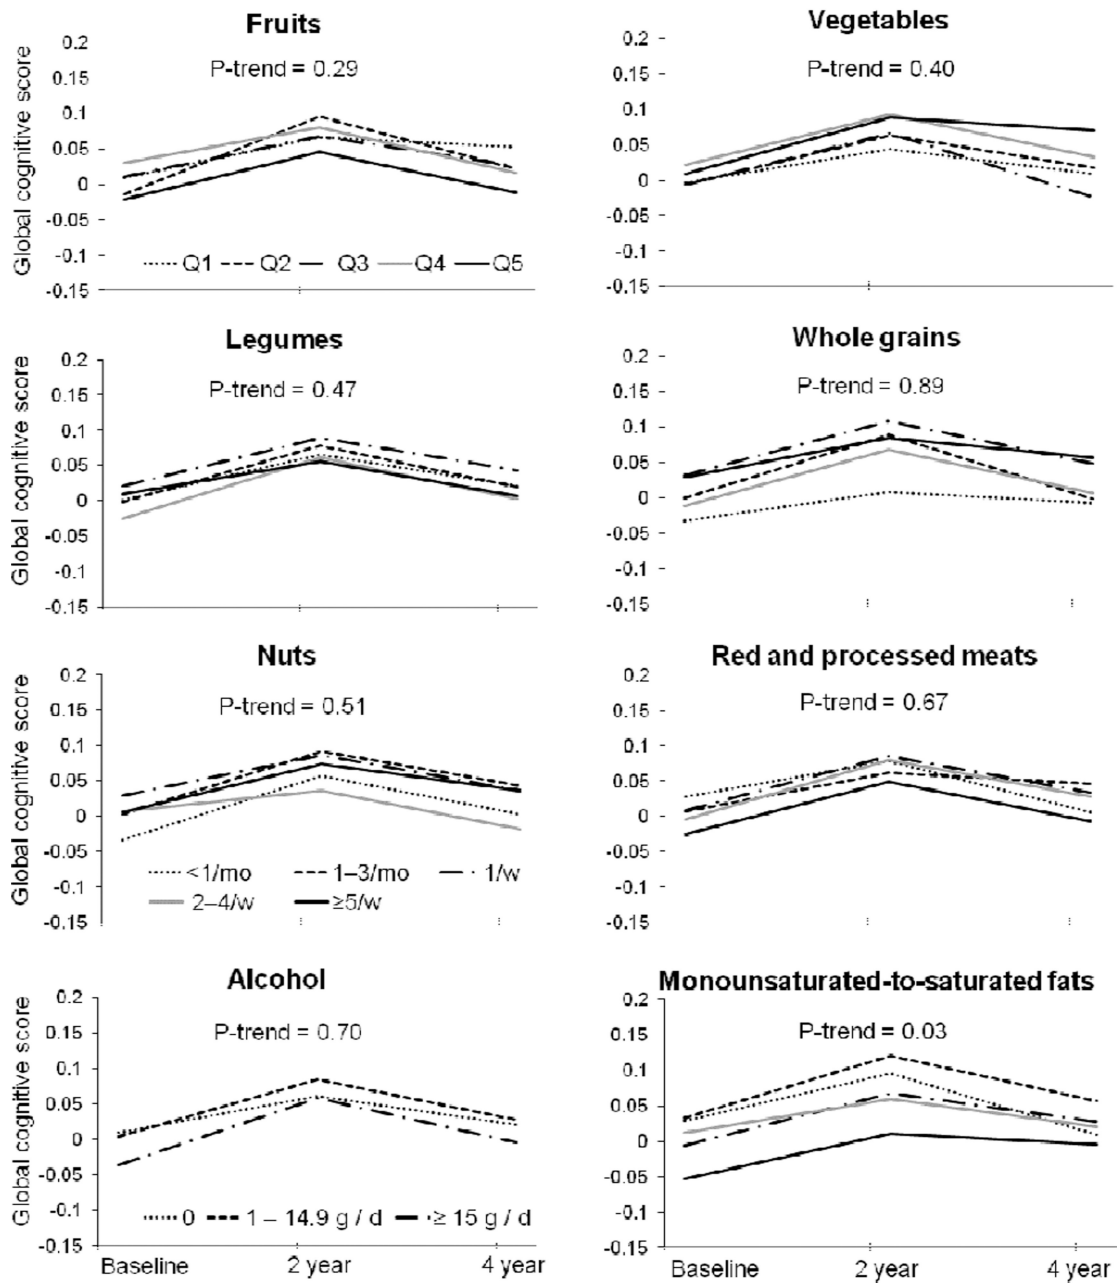 Fruits
P-trend = 0.29
Global cognitive score
0.2
0.15
0.1
0.05
0
-0.05
-0.1
-0.15
Q1 Q2 Q3 Q4 Q5
Vegetables
P-trend = 0.40
0.2
0.15
0.1
0.05
0
-0.05
-0.1
-0.15
Legumes
P-trend = 0.47
Global cognitive score
0.2
0.15
0.1
0.05
0
-0.05
-0.1
-0.15
Whole grains
P-trend = 0.89
0.2
0.15
0.1
0.05
0
-0.05
-0.1
-0.15
Nuts
P-trend = 0.51
Global cognitive score
0.2
0.15
0.1
0.05
0
-0.05
-0.1
-0.15
<1/mo 1–3/mo 1/w
2–4/w ≥5/w
Red and processed meats
P-trend = 0.67
0.2
0.15
0.1
0.05
0
-0.05
-0.1
-0.15
Alcohol
P-trend = 0.70
Global cognitive score
0.2
0.15
0.1
0.05
0
-0.05
-0.1
-0.15
0 1 – 14.9 g / d ≥ 15 g / d
Baseline 2 year 4 year
Monounsaturated-to-saturated fats
P-trend = 0.03
0.2
0.15
0.1
0.05
0
-0.05
-0.1
-0.15
Baseline 2 year 4 year